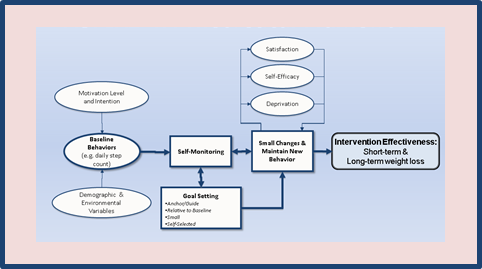 Satisfaction
Self-Efficacy
Deprivation
Motivation Level
and Intention
Baseline
Behaviors
(e.g. daily step
count)
Self-Monitoring
Small Changes &
Maintain New
Behavior
Intervention Effectiveness:
Short-term &
Long-term weight loss
Demographic &
Environmental
Variables
Goal Setting
•Anchor/Guide
•Relative to Baseline
•Small
•Self-Selected